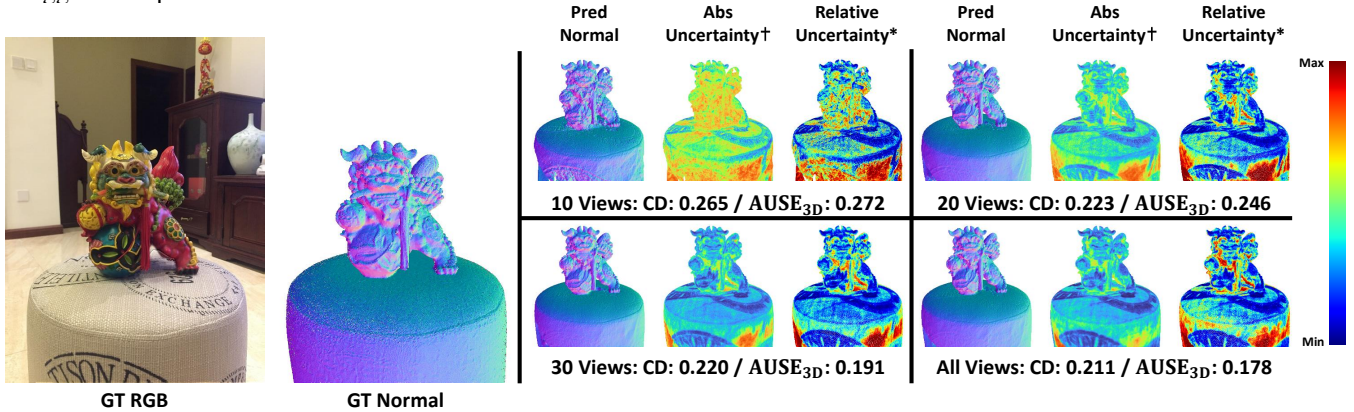 Pred Normal
Abs Uncertainty†
Relative Uncertainty*
Pred Normal
Abs Uncertainty†
Relative Uncertainty*
Max
Min
10 Views: CD: 0.265 / AUSE3D: 0.272
20 Views: CD: 0.223 / AUSE3D: 0.246
30 Views: CD: 0.220 / AUSE3D: 0.191
All Views: CD: 0.211 / AUSE3D: 0.178
EXCHANGE
TISON
GT RGB
GT Normal